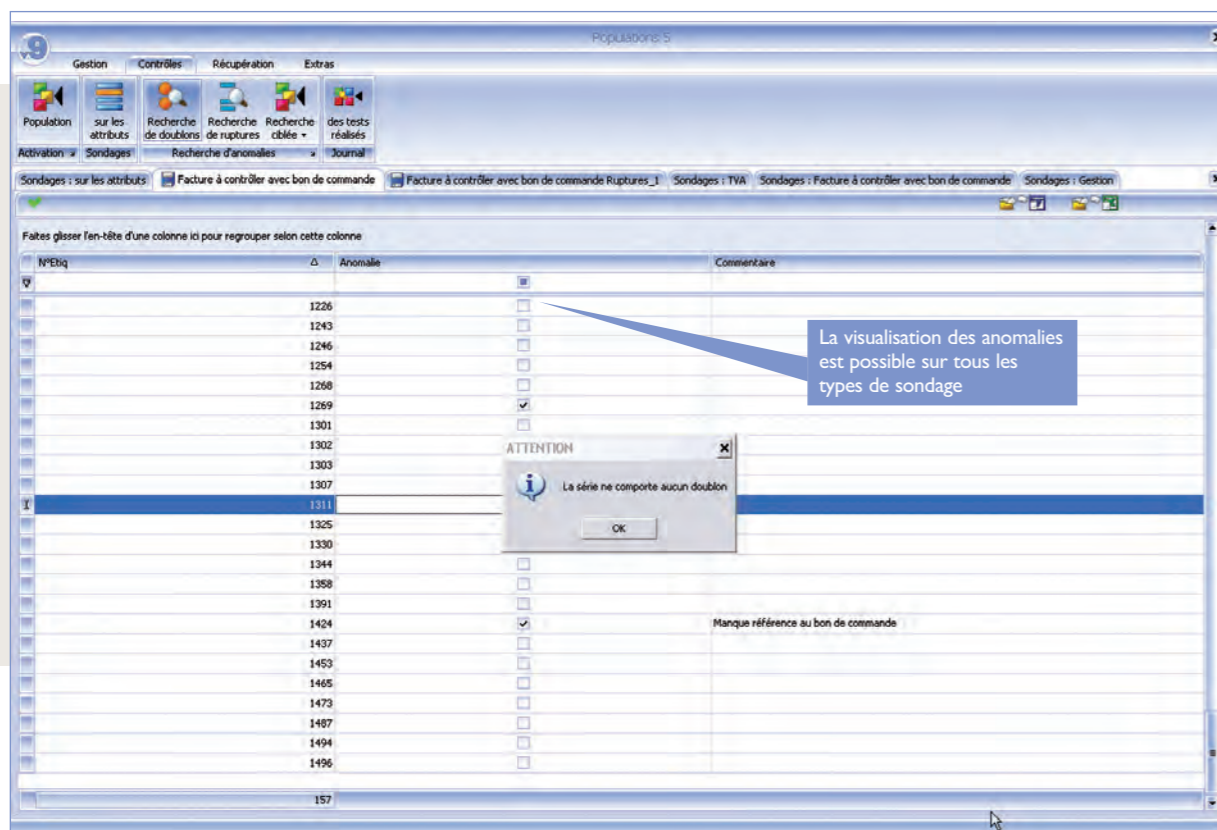 Populations 5
v9
Gestion Contrôles Récupération Extras
Population sur les attributs Recherche de doublons Recherche de ruptures Recherche ciblée des tests réalisés
Activation Sondages Recherche d'anomalies Journal
Sondages : sur les attributs Facture à contrôler avec bon de commande Facture à contrôler avec bon de commande Ruptures_1 Sondages : TVA Sondages : Facture à contrôler avec bon de commande Sondages : Gestion
Faites glisser l'en-tête d'une colonne ici pour regrouper selon cette colonne
N°Etiq Anomalie Commentaire
1226
1243
1246
1254
1268
1269
1301
1302
1303
1307
1311
1325
1330
1344
1358
1391
1424 Manque référence au bon de commande
1437
1453
1465
1473
1487
1494
1496
157
La visualisation des anomalies
est possible sur tous les
types de sondage
ATTENTION
La série ne comporte aucun doublon
OK